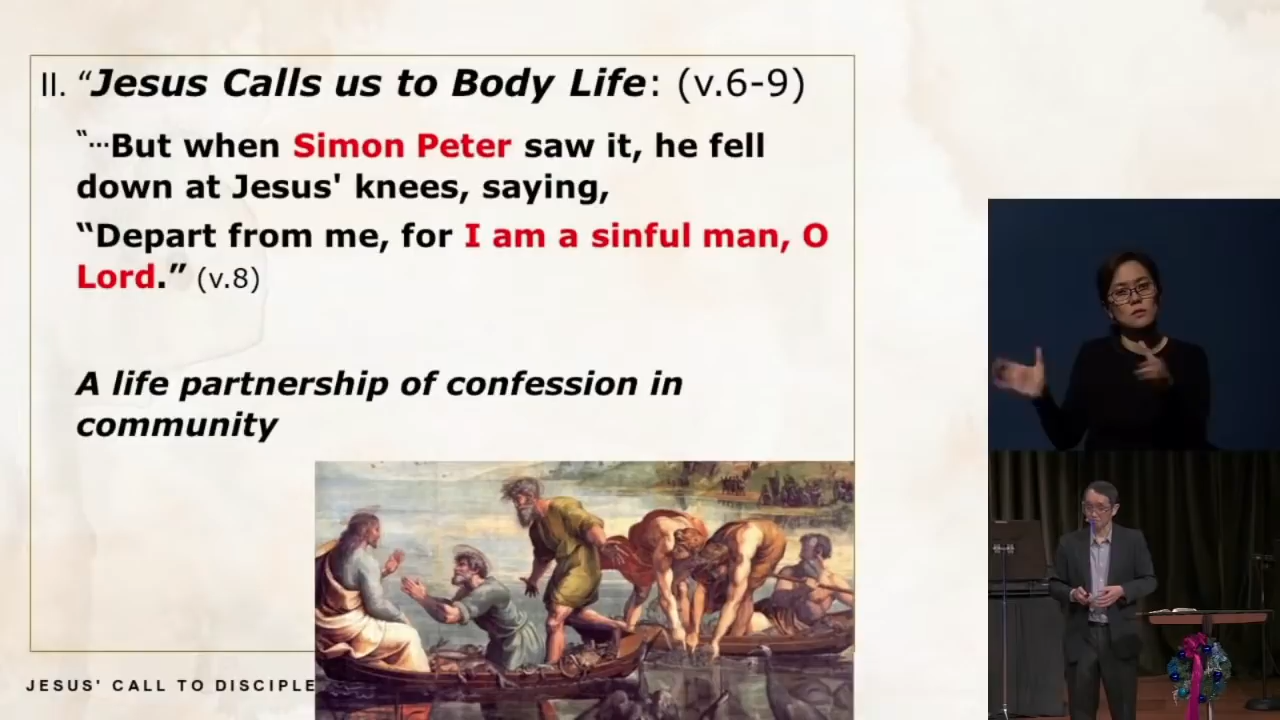 II. “Jesus Calls us to Body Life: (v.6-9)
“…But when Simon Peter saw it, he fell
down at Jesus' knees, saying,
“Depart from me, for I am a sinful man, O
Lord.” (v.8)
A life partnership of confession in
community
JESUS' CALL TO DISCIPLE